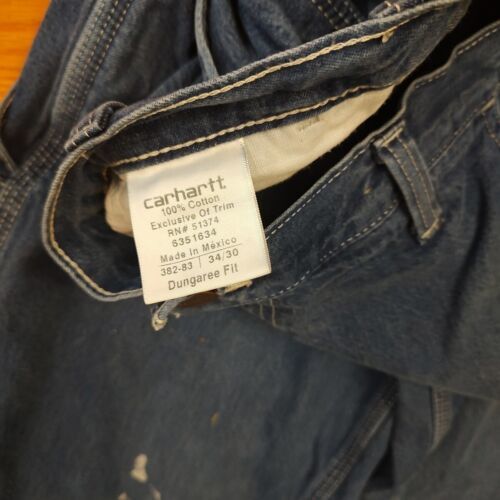 carhartt
100% Cotton
Exclusive Of Trim
RN# 51374
6351634
Made in México
382-83 | 34/30
Dungaree Fit